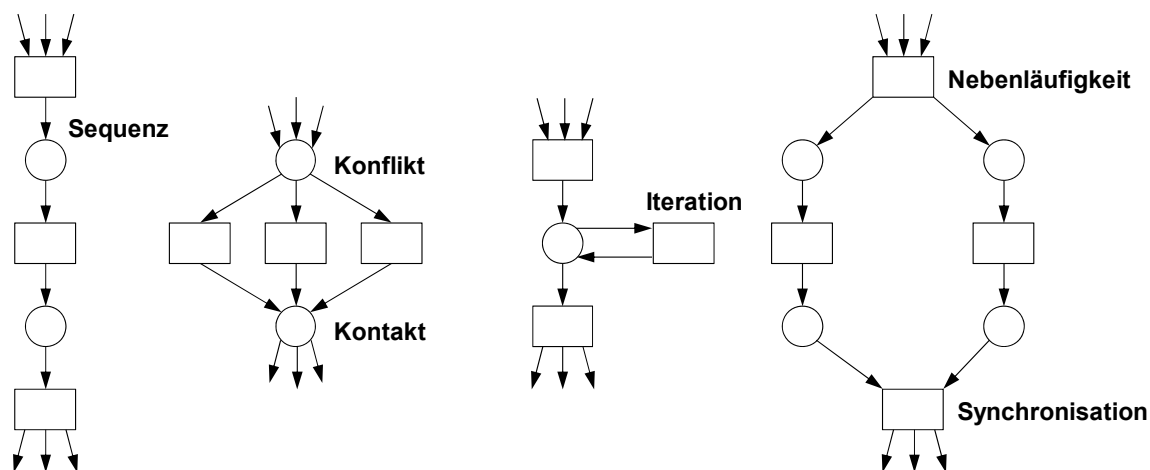 Sequenz
Konflikt
Kontakt
Iteration
Nebenläufigkeit
Synchronisation